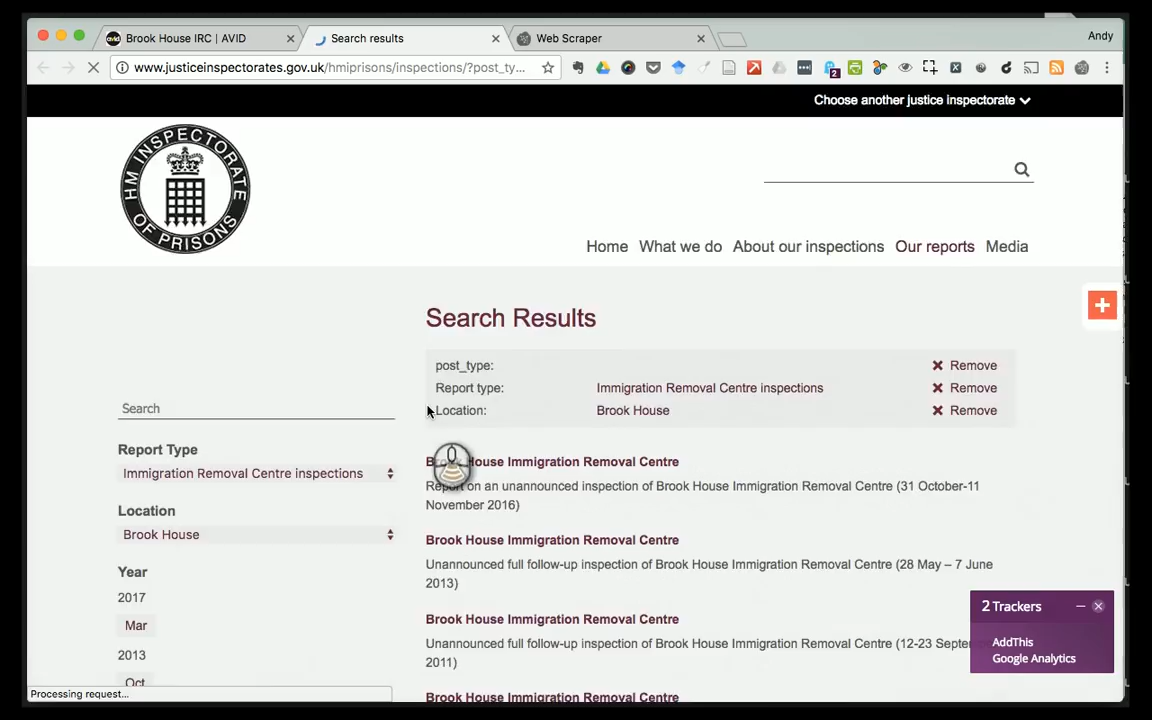 Brook House IRC | AVID
Search results
Web Scraper
Andy
www.justiceinspectorates.gov.uk/hmiprisons/inspections/?post_ty...
2
Choose another justice inspectorate
HM INSPECTORATE OF PRISONS
Home What we do About our inspections Our reports Media
Search Results
post_type: Remove
Report type: Immigration Removal Centre inspections Remove
Location: Brook House Remove
Search
Report Type
Immigration Removal Centre inspections
Location
Brook House
Year
2017
Mar
2013
Oct
House Immigration Removal Centre
Report on an unannounced inspection of Brook House Immigration Removal Centre (31 October-11
November 2016)
Brook House Immigration Removal Centre
Unannounced full follow-up inspection of Brook House Immigration Removal Centre (28 May – 7 June
2013)
Brook House Immigration Removal Centre
Unannounced full follow-up inspection of Brook House Immigration Removal Centre (12-23
2011)
Brook House Immigration Removal Centre
2 Trackers
AddThis
Google Analytics
Processing request...